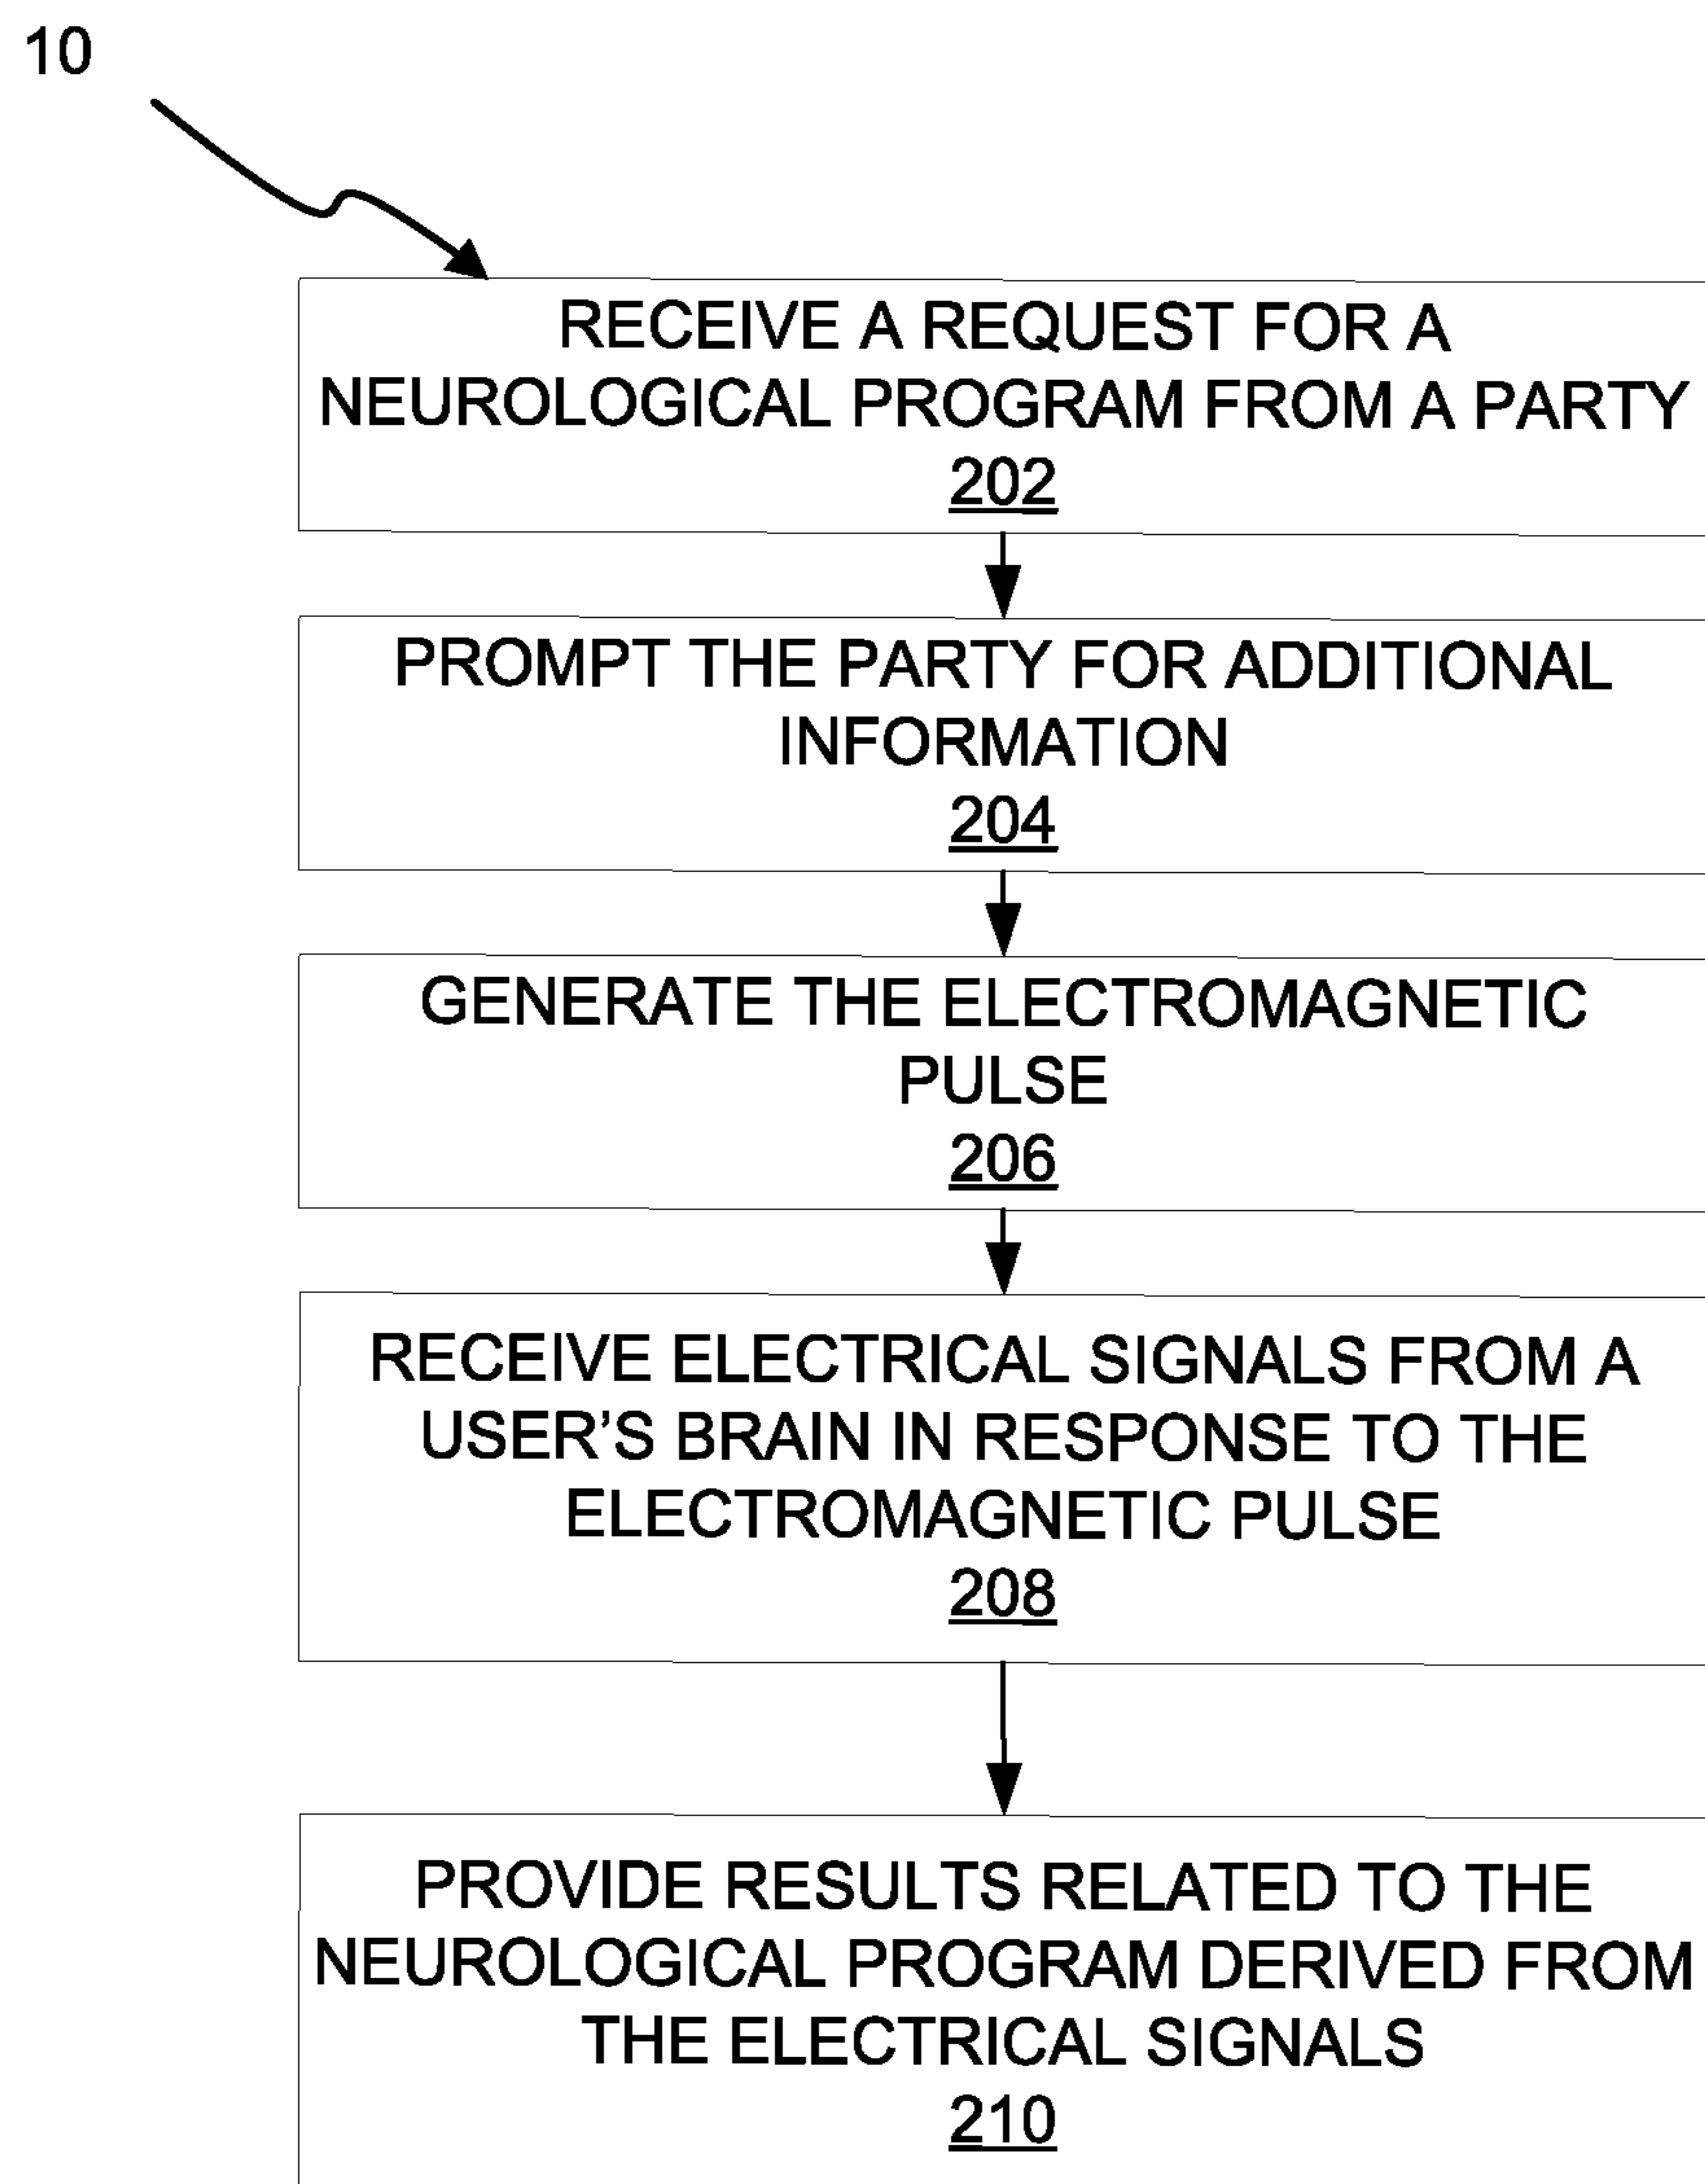 10
RECEIVE A REQUEST FOR A
NEUROLOGICAL PROGRAM FROM A PARTY
202
PROMPT THE PARTY FOR ADDITIONAL
INFORMATION
204
GENERATE THE ELECTROMAGNETIC
PULSE
206
RECEIVE ELECTRICAL SIGNALS FROM A
USER’S BRAIN IN RESPONSE TO THE
ELECTROMAGNETIC PULSE
208
PROVIDE RESULTS RELATED TO THE
NEUROLOGICAL PROGRAM DERIVED FROM
THE ELECTRICAL SIGNALS
210